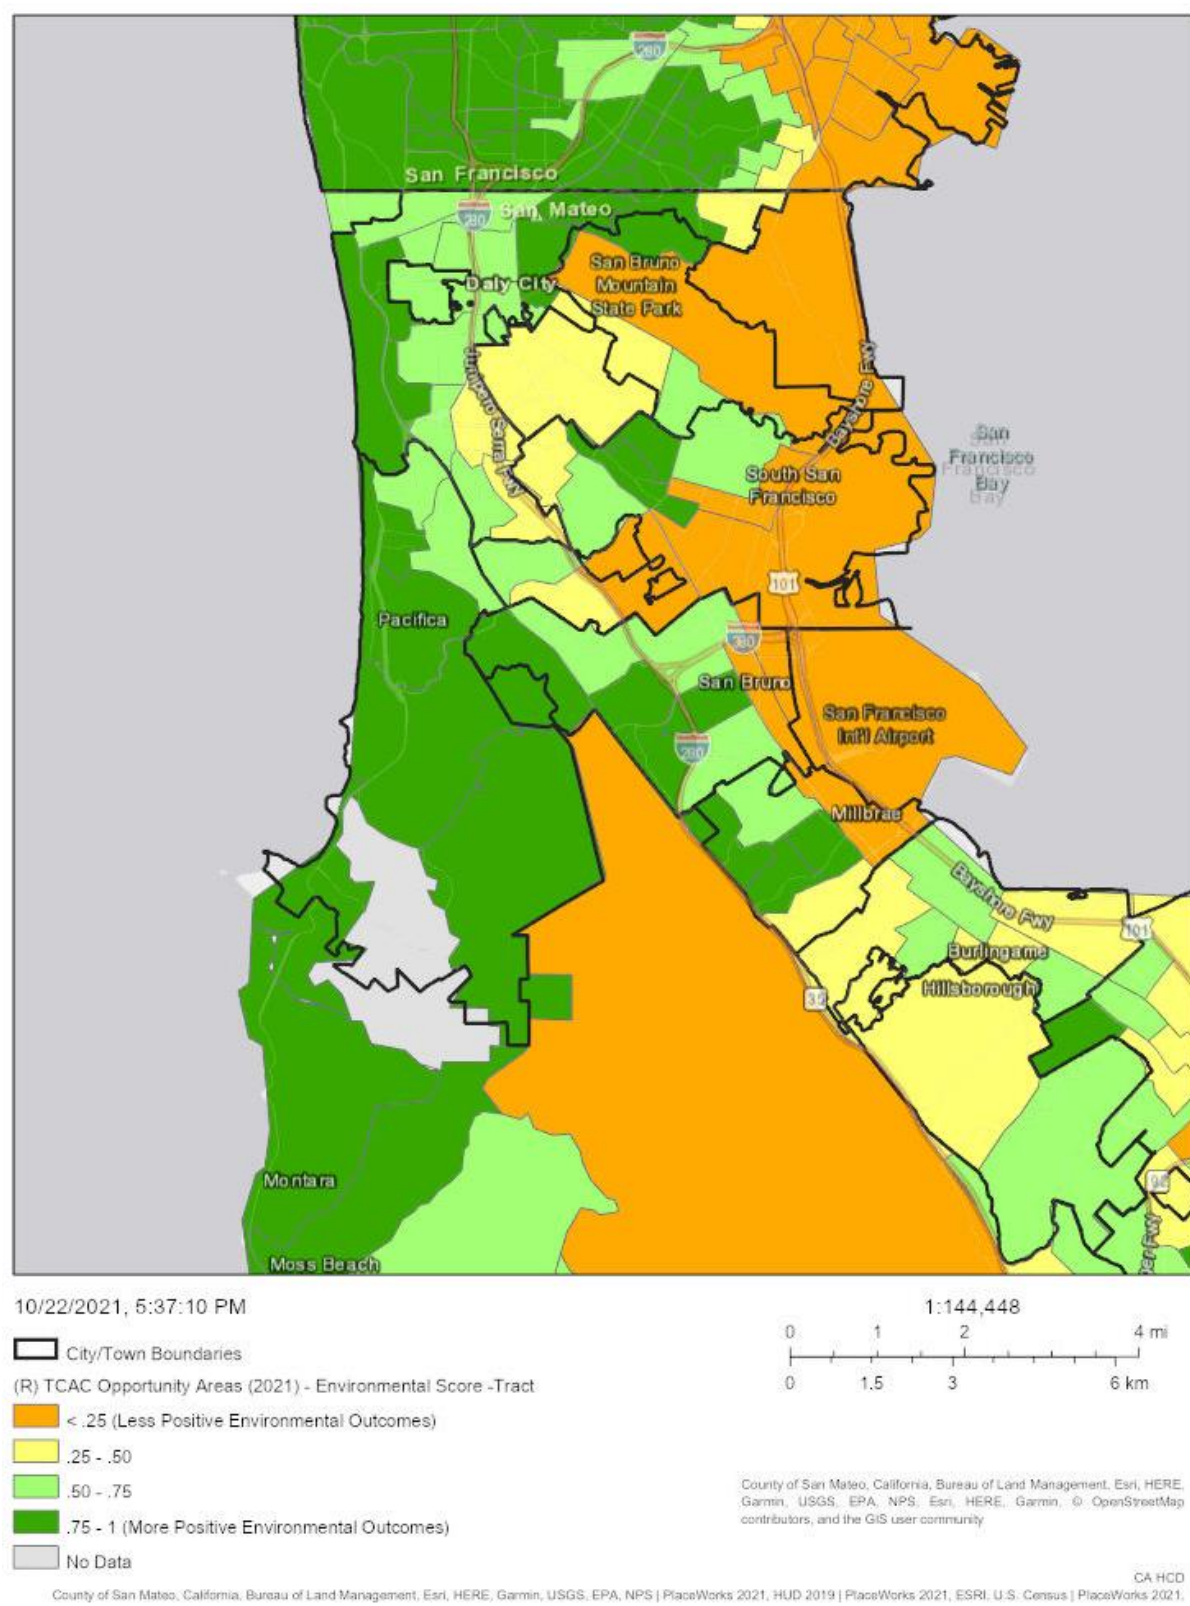 280
San Francisco
280
San Mateo
San Bruno
Mountain
State Park
Daly City
Junipero Serra Fwy
Bayshore Fwy
San
Francisco
Bay
San
Francisco
Bay
South San
Francisco
101
Pacifica
380
San Bruno
San Francisco
Int'l Airport
280
Millbrae
Bayshore Fwy
101
Burlingame
Hillsborough
35
Montara
Moss Beach
10/22/2021, 5:37:10 PM
1:144,448
0 1 2 4 mi
0 1.5 3 6 km
City/Town Boundaries
(R) TCAC Opportunity Areas (2021) - Environmental Score -Tract
< .25 (Less Positive Environmental Outcomes)
.25 - .50
.50 - .75
.75 - 1 (More Positive Environmental Outcomes)
No Data
County of San Mateo, California, Bureau of Land Management, Esri, HERE,
Garmin, USGS, EPA, NPS, Esri, HERE, Garmin, © OpenStreetMap
contributors, and the GIS user community
CA HCD
County of San Mateo, California, Bureau of Land Management, Esri, HERE, Garmin, USGS, EPA, NPS | PlaceWorks 2021, HUD 2019 | PlaceWorks 2021, ESRI, U.S. Census | PlaceWorks 2021,